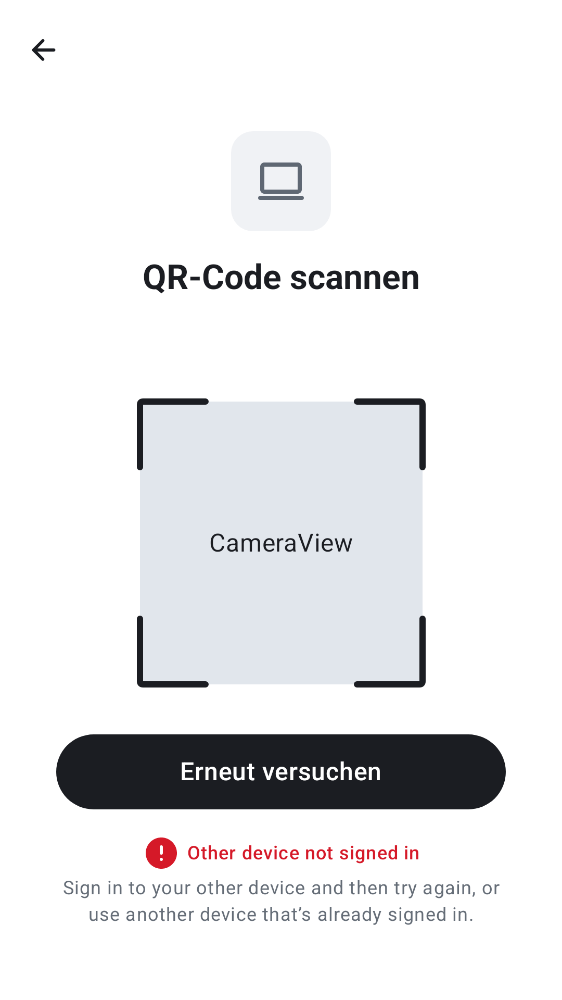 QR-Code scannen
CameraView
Erneut versuchen
Other device not signed in
Sign in to your other device and then try again, or
use another device that’s already signed in.